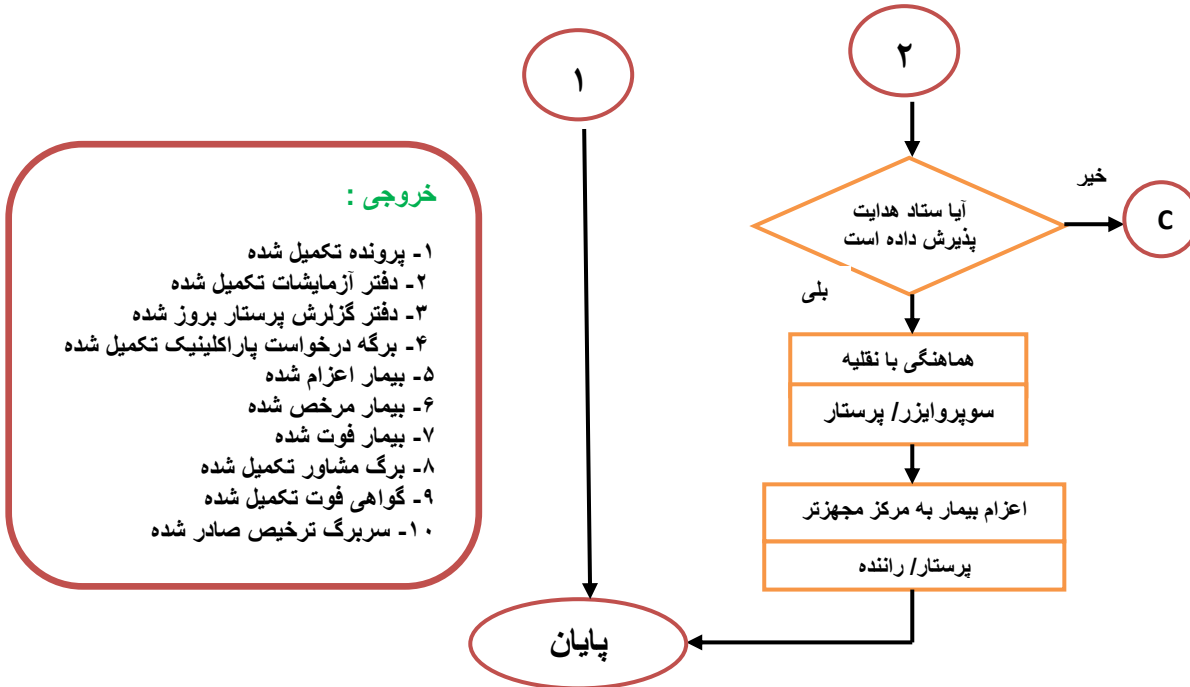 ۱
۲
آیا ستاد هدایت
پذیرش داده است
خیر
C
بلی
هماهنگی با نقلیه
سوپروایزر/ پرستار
اعزام بیمار به مرکز مجهزتر
پرستار/ راننده
پایان
خروجی :
۱- پرونده تکمیل شده
۲- دفتر آزمایشات تکمیل شده
۳- دفتر گزلرش پرستار بروز شده
۴- برگه درخواست پاراکلینیک تکمیل شده
۵- بیمار اعزام شده
۶- بیمار مرخص شده
۷- بیمار فوت شده
۸- برگ مشاور تکمیل شده
۹- گواهی فوت تکمیل شده
۱۰- سربرگ ترخیص صادر شده